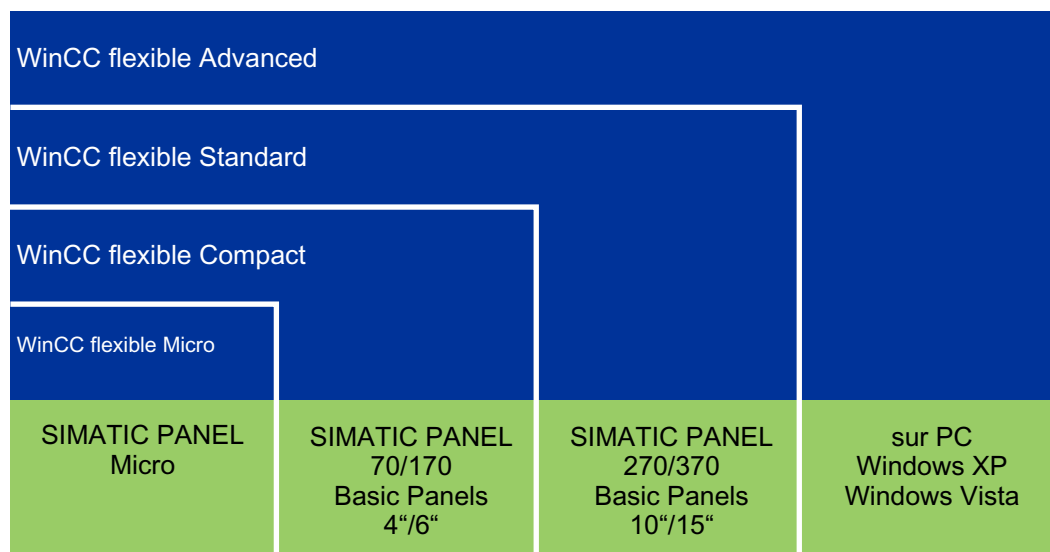 WinCC flexible Advanced
WinCC flexible Standard
WinCC flexible Compact
WinCC flexible Micro
SIMATIC PANEL
Micro
SIMATIC PANEL
70/170
Basic Panels
4“/6“
SIMATIC PANEL
270/370
Basic Panels
10“/15“
sur PC
Windows XP
Windows Vista